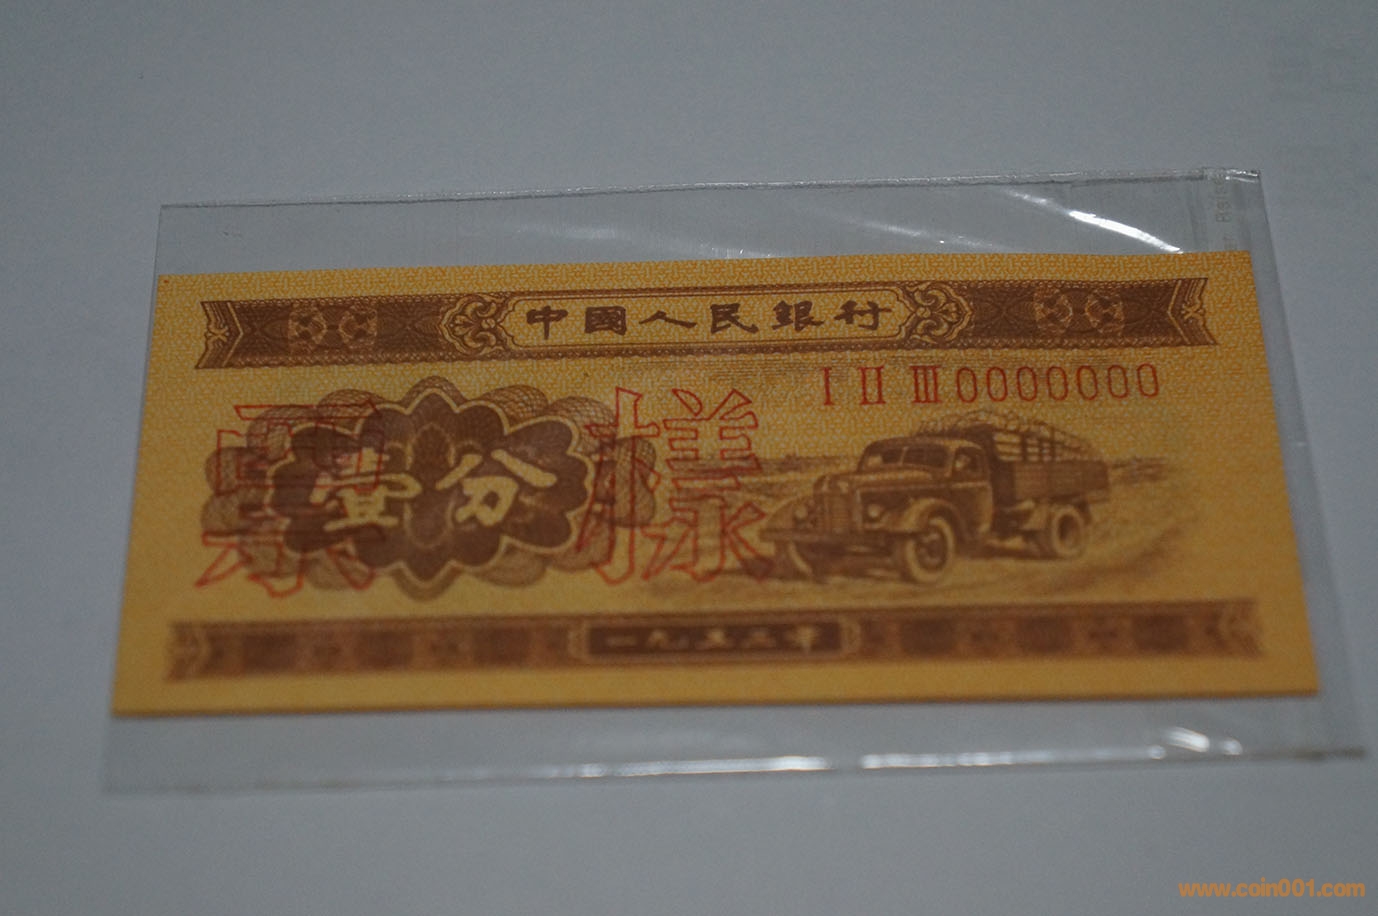 中國人民銀行
I II III 0000000
票樣
壹分
一九五三年
www.coin001.com